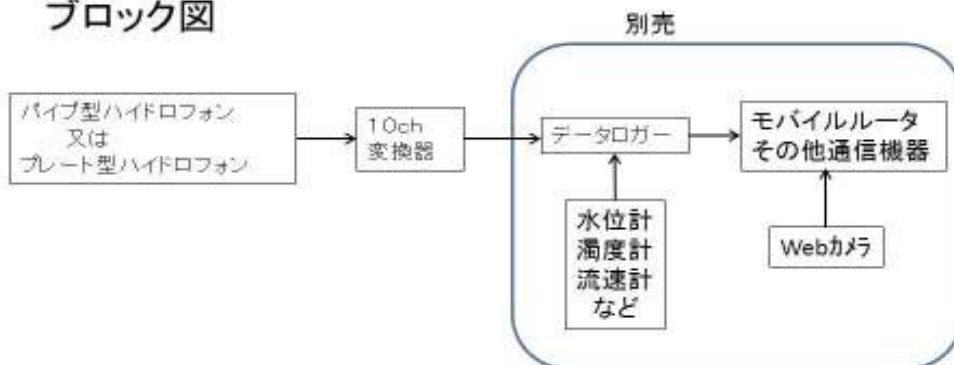 ブロック図
別売
パイプ型ハイドロフォン
又は
プレート型ハイドロフォン
10ch
変換器
データロガー
モバイルルータ
その他通信機器
水位計
濁度計
流速計
など
Webカメラ